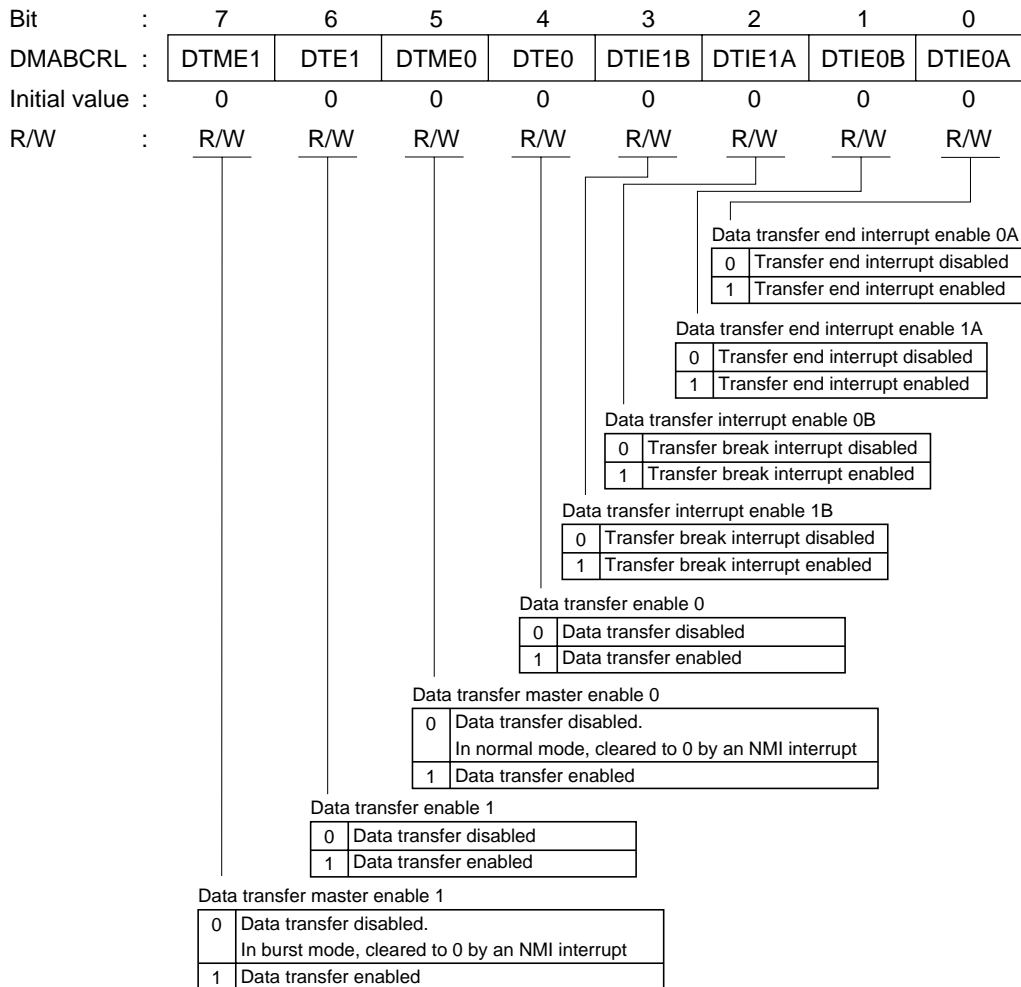 Bit : 7 6 5 4 3 2 1 0
DMABCRL : DTME1 DTE1 DTME0 DTE0 DTIE1B DTIE1A DTIE0B DTIE0A
Initial value : 0 0 0 0 0 0 0 0
R/W : R/W R/W R/W R/W R/W R/W R/W R/W
Data transfer end interrupt enable 0A
0 Transfer end interrupt disabled
1 Transfer end interrupt enabled
Data transfer end interrupt enable 1A
0 Transfer end interrupt disabled
1 Transfer end interrupt enabled
Data transfer interrupt enable 0B
0 Transfer break interrupt disabled
1 Transfer break interrupt enabled
Data transfer interrupt enable 1B
0 Transfer break interrupt disabled
1 Transfer break interrupt enabled
Data transfer enable 0
0 Data transfer disabled
1 Data transfer enabled
Data transfer master enable 0
0 Data transfer disabled.
In normal mode, cleared to 0 by an NMI interrupt
1 Data transfer enabled
Data transfer enable 1
0 Data transfer disabled
1 Data transfer enabled
Data transfer master enable 1
0 Data transfer disabled.
In burst mode, cleared to 0 by an NMI interrupt
1 Data transfer enabled